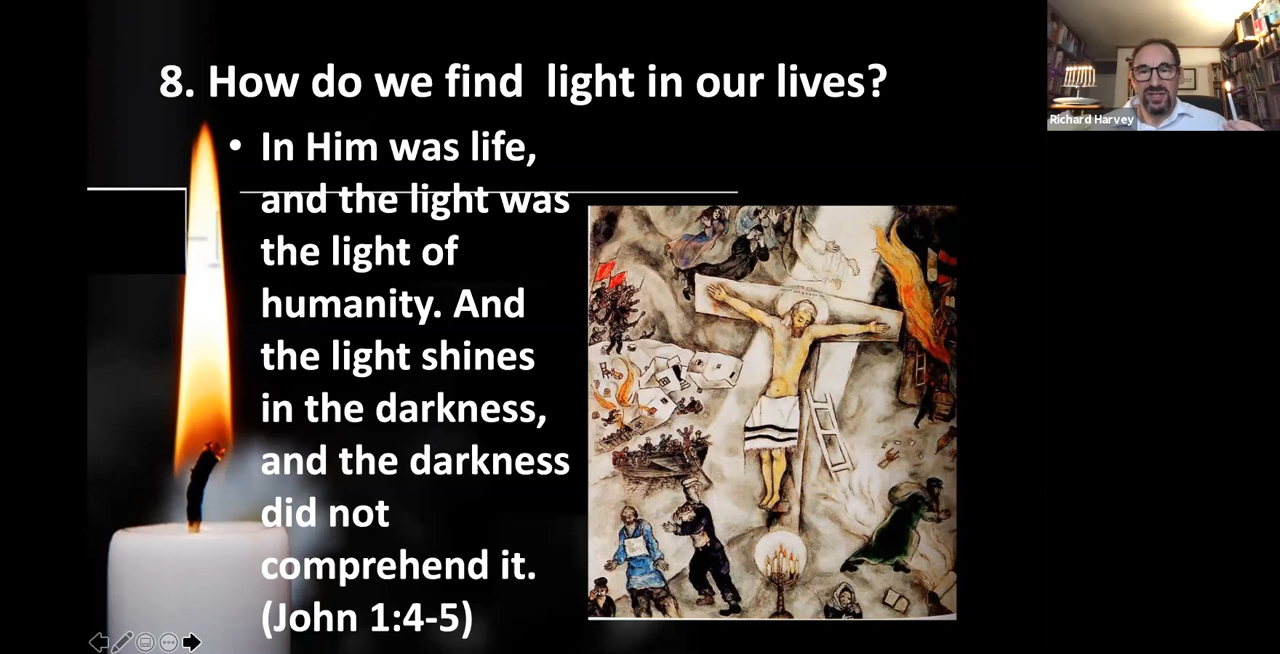 8. How do we find  light in our lives?
• In Him was life,
and the light was
the light of
humanity. And
the light shines
in the darkness,
and the darkness
did not
comprehend it.
(John 1:4-5)
Richard Harvey